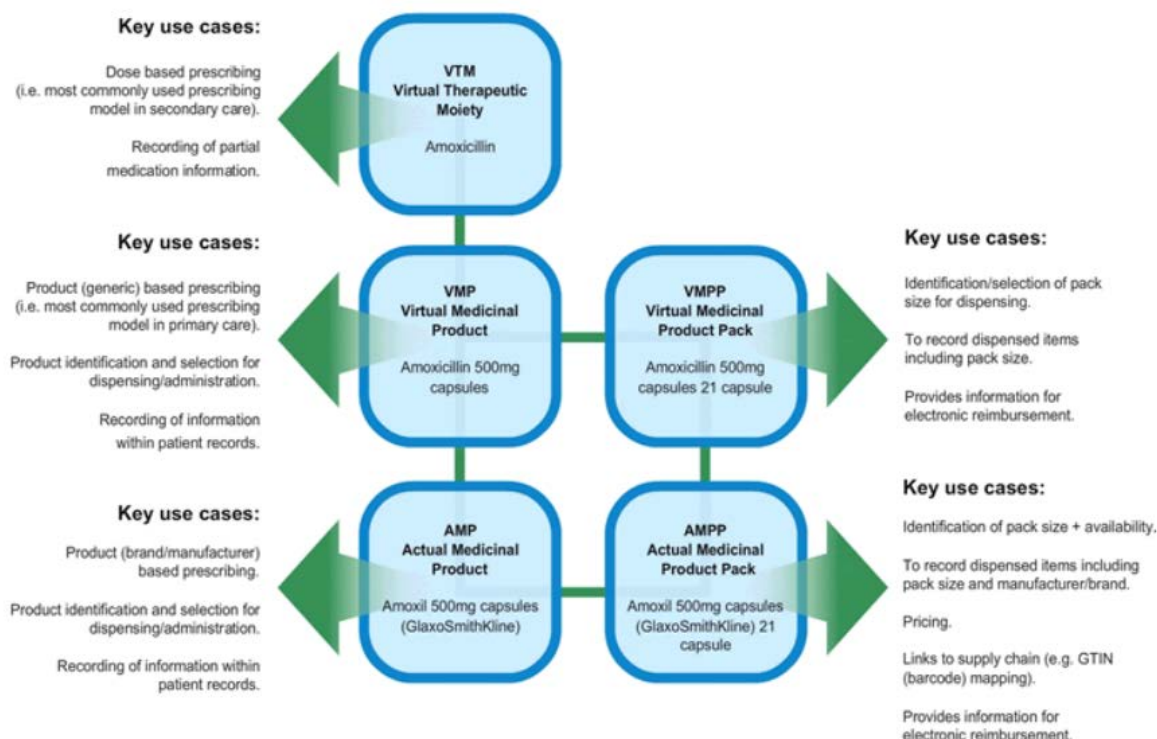 Key use cases:
Dose based prescribing
(i.e. most commonly used prescribing
model in secondary care).
Recording of partial
medication information.
VTM
Virtual Therapeutic
Moiety
Amoxicillin
Key use cases:
Product (generic) based prescribing
(i.e. most commonly used prescribing
model in primary care).
Product identification and selection for
dispensing/administration.
Recording of information
within patient records.
VMP
Virtual Medicinal
Product
Amoxicillin 500mg
capsules
VMPP
Virtual Medicinal
Product Pack
Amoxicillin 500mg
capsules 21 capsule
Key use cases:
Identification/selection of pack
size for dispensing.
To record dispensed items
including pack size.
Provides information for
electronic reimbursement.
Key use cases:
Product (brand/manufacturer)
based prescribing.
Product identification and selection for
dispensing/administration.
Recording of information within
patient records.
AMP
Actual Medicinal
Product
Amoxil 500mg capsules
(GlaxoSmithKline)
AMPP
Actual Medicinal
Product Pack
Amoxil 500mg capsules
(GlaxoSmithKline) 21
capsule
Key use cases:
Identification of pack size + availability.
To record dispensed items including
pack size and manufacturer/brand.
Pricing.
Links to supply chain (e.g. GTIN
(barcode) mapping).
Provides information for
electronic reimbursement.